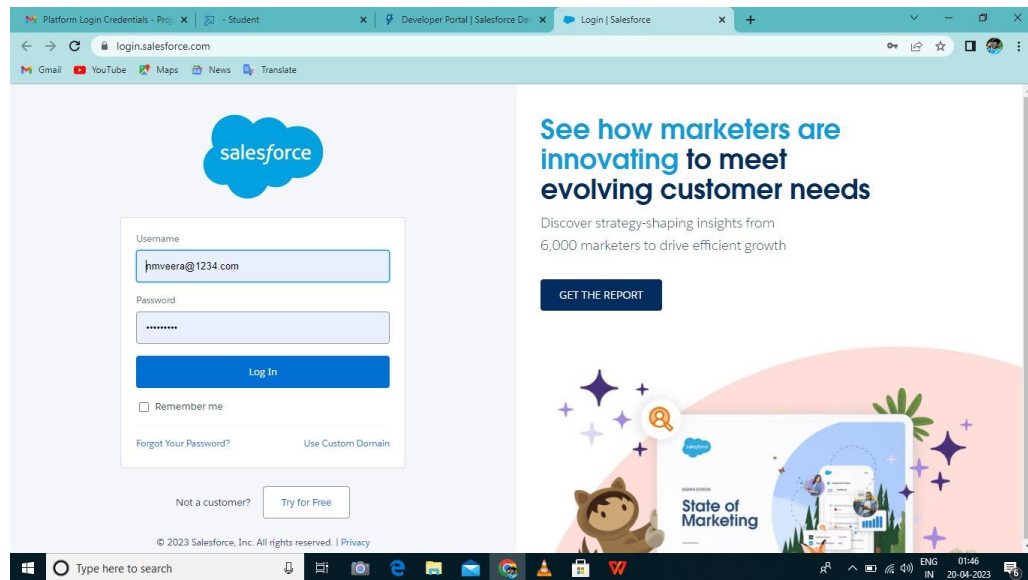 Platform Login Credentials - Proj
- Student
Developer Portal | Salesforce Dev
Login | Salesforce
login.salesforce.com
Gmail YouTube Maps News Translate
salesforce
Username
nmveera@1234.com
Password
•••••••••
Log In
Remember me
Forgot Your Password? Use Custom Domain
Not a customer? Try for Free
© 2023 Salesforce, Inc. All rights reserved. | Privacy
See how marketers are
innovating to meet
evolving customer needs
Discover strategy-shaping insights from
6,000 marketers to drive efficient growth
GET THE REPORT
salesforce
EIGHTH EDITION
State of
Marketing
Type here to search
ENG
IN
01:46
20-04-2023
6